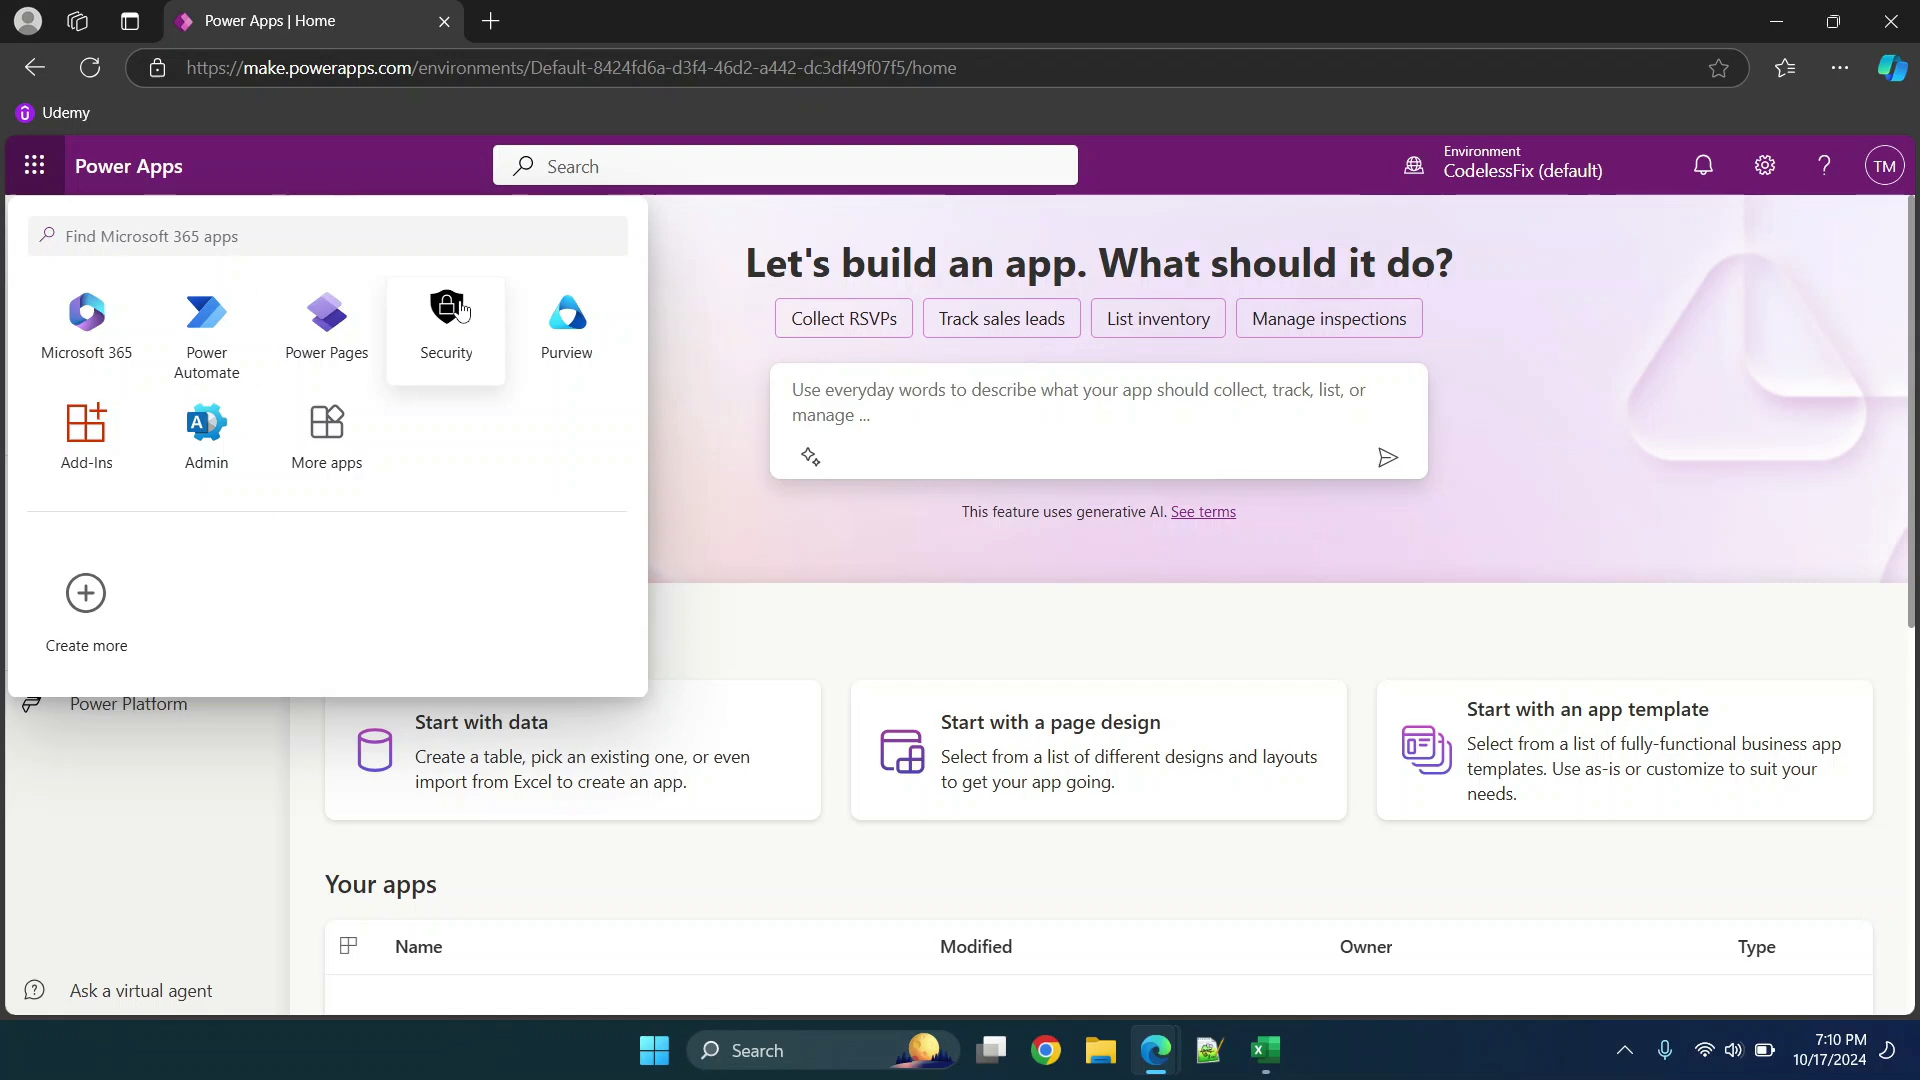 Power Apps | Home
https://make.powerapps.com/environments/Default-8424fd6a-d3f4-46d2-a442-dc3df49f07f5/home
Udemy
Power Apps
Search
Environment
CodelessFix (default)
TM
Find Microsoft 365 apps
Microsoft 365
Power
Automate
Power Pages
Security
Purview
Add-Ins
Admin
More apps
Create more
Let's build an app. What should it do?
Collect RSVPs
Track sales leads
List inventory
Manage inspections
Use everyday words to describe what your app should collect, track, list, or
manage ...
This feature uses generative AI. See terms
Power Platform
Start with data
Create a table, pick an existing one, or even
import from Excel to create an app.
Start with a page design
Select from a list of different designs and layouts
to get your app going.
Start with an app template
Select from a list of fully-functional business app
templates. Use as-is or customize to suit your
needs.
Your apps
Name
Modified
Owner
Type
Ask a virtual agent
Search
7:10 PM
10/17/2024